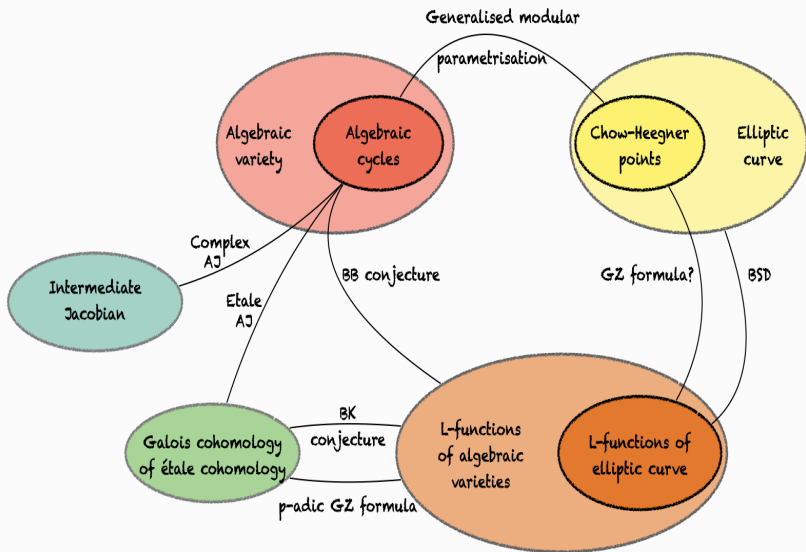 Generalised modular
parametrisation
Algebraic
variety
Algebraic
cycles
Chow-Heegner
points
Elliptic
curve
Complex
AJ
Intermediate
Jacobian
Etale
AJ
BB conjecture
GZ formula?
BSD
BK
conjecture
Galois cohomology
of étale cohomology
p-adic GZ formula
L-functions
of algebraic
varieties
L-functions of
elliptic curve